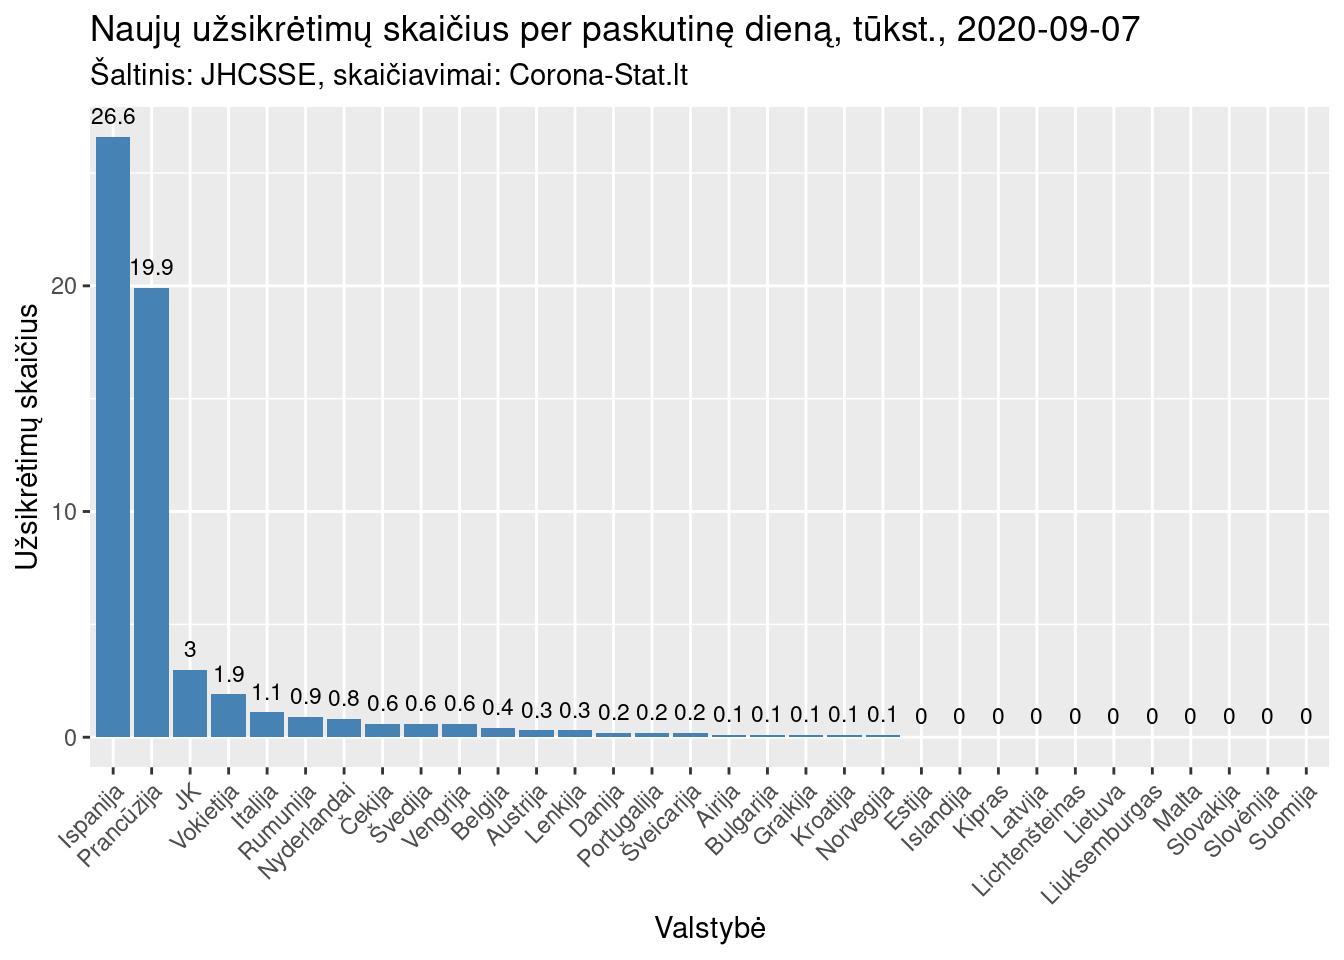 Naujų užsikrėtimų skaičius per paskutinę dieną, tūkst., 2020-09-07
Šaltinis: JHCSSE, skaičiavimai: Corona-Stat.lt
Užsikrėtimų skaičius
20
10
0
26.6
19.9
3
1.9
1.1
0.9
0.8
0.6
0.6
0.6
0.4
0.3
0.3
0.2
0.2
0.2
0.1
0.1
0.1
0.1
0.1
0
0
0
0
0
0
0
0
0
0
0
Ispanija
Prancūzija
JK
Vokietija
Italija
Rumunija
Nyderlandai
Čekija
Švedija
Vengrija
Belgija
Austrija
Lenkija
Danija
Portugalija
Šveicarija
Airija
Bulgarija
Graikija
Kroatija
Norvegija
Estija
Islandija
Kipras
Latvija
Lichtenšteinas
Lietuva
Liuksemburgas
Malta
Slovakija
Slovėnija
Suomija
Valstybė